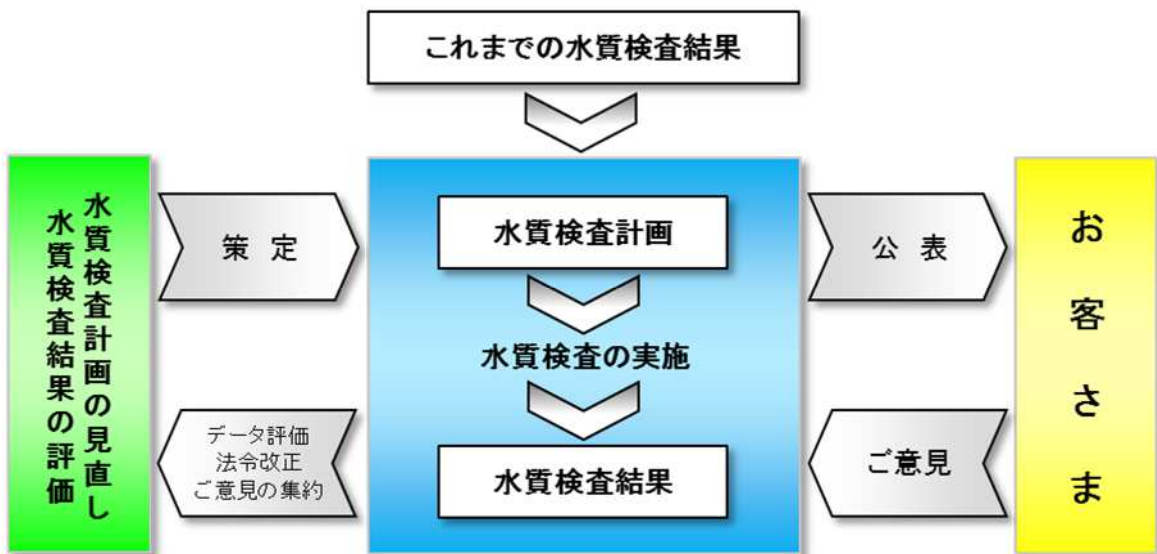 これまでの水質検査結果
水質検査計画の見直し
水質検査結果の評価
策 定
水質検査計画
公 表
お客さま
水質検査の実施
データ評価
法令改正
ご意見の集約
水質検査結果
ご意見